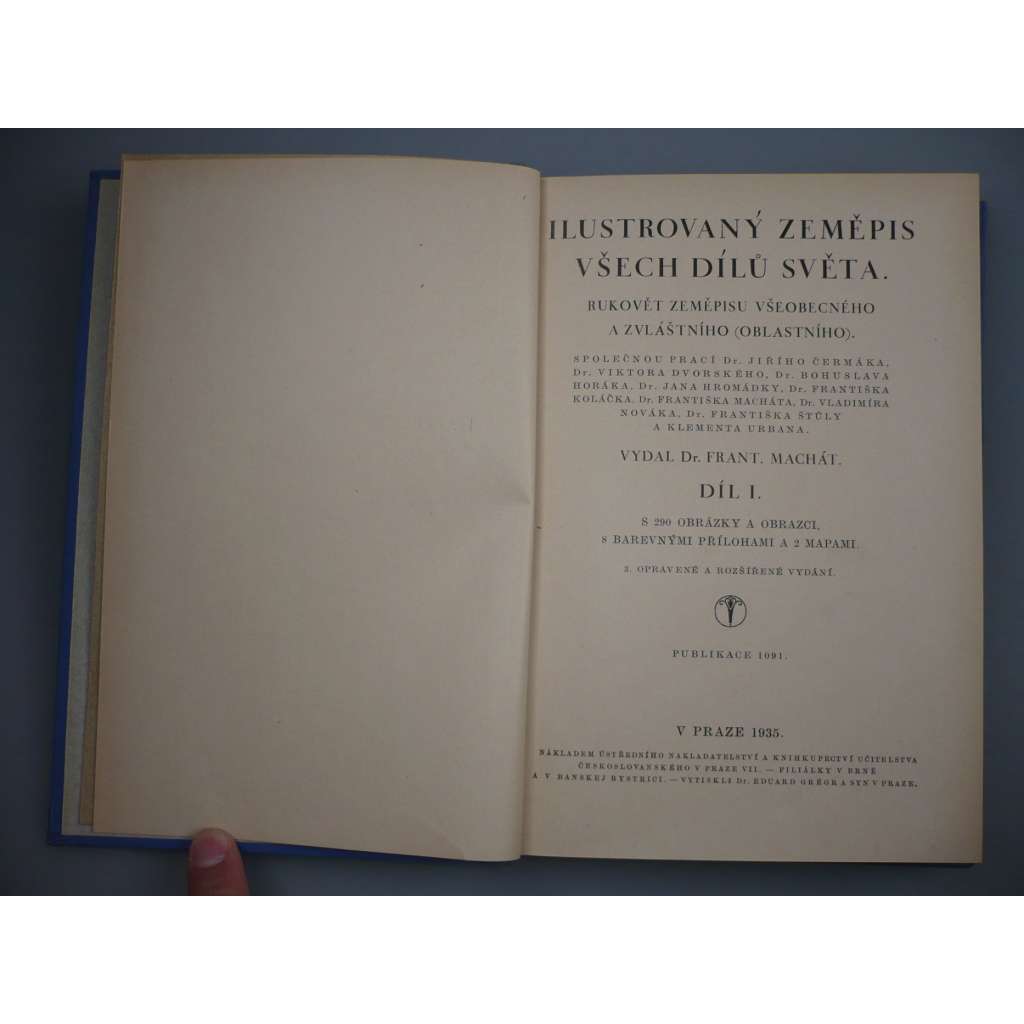 ILUSTROVANÝ ZEMĚPIS
VŠECH DÍLŮ SVĚTA.
RUKOVĚT ZEMĚPISU VŠEOBECNÉHO
A ZVLÁŠTNÍHO (OBLASTNÍHO).
SPOLEČNOU PRACÍ Dr. JIŘÍHO ČERMÁKA,
Dr. VIKTORA DVORSKÉHO, Dr. BOHUSLAVA
HORÁKA, Dr. JANA HROMÁDKY, Dr. FRANTIŠKA
KOLÁČKA, Dr. FRANTIŠKA MACHÁTA, Dr. VLADIMÍRA
NOVÁKA, Dr. FRANTIŠKA ŠTŮLY
A KLEMENTA URBANA.
VYDAL Dr. FRANT. MACHÁT.
DÍL I.
S 290 OBRÁZKY A OBRAZCI,
S BAREVNÝMI PŘÍLOHAMI A 2 MAPAMI.
3. OPRAVENÉ A ROZŠÍŘENÉ VYDÁNÍ.
PUBLIKACE 1091.
V PRAZE 1935.
NÁKLADEM ÚSTŘEDNÍHO NAKLADATELSTVÍ A KNIHKUPECTVÍ UČITELSTVA
ČESKOSLOVANSKÉHO V PRAZE VII. — FILIÁLKY V BRNĚ
A V BANSKEJ BYSTRICI. — VYTISKLI Dr. EDUARD GRÉGR A SYN V PRAZE.